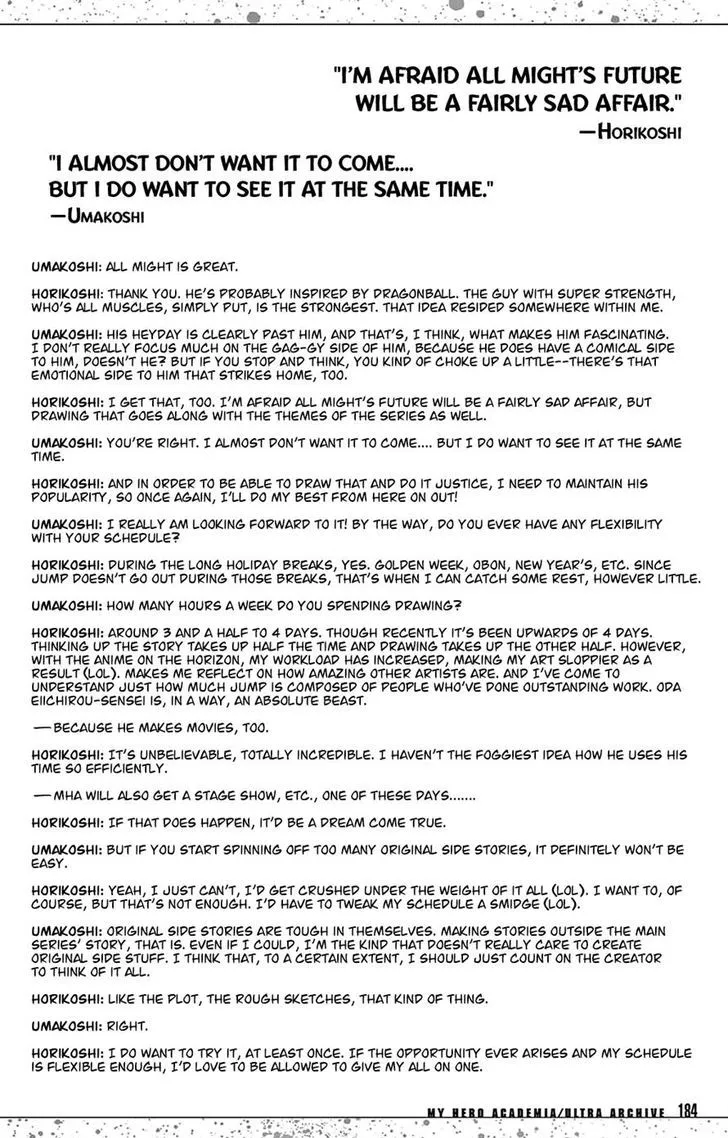 "I'M AFRAID ALL MIGHT'S FUTURE
WILL BE A FAIRLY SAD AFFAIR."
—HORIKOSHI
"I ALMOST DON'T WANT IT TO COME....
BUT I DO WANT TO SEE IT AT THE SAME TIME."
—UMAKOSHI
UMAKOSHI: ALL MIGHT IS GREAT.
HORIKOSHI: THANK YOU. HE'S PROBABLY INSPIRED BY DRAGONBALL. THE GUY WITH SUPER STRENGTH,
WHO'S ALL MUSCLES, SIMPLY PUT, IS THE STRONGEST. THAT IDEA RESIDED SOMEWHERE WITHIN ME.
UMAKOSHI: HIS HEYDAY IS CLEARLY PAST HIM, AND THAT'S, I THINK, WHAT MAKES HIM FASCINATING.
I DON'T REALLY FOCUS MUCH ON THE GAG-GY SIDE OF HIM, BECAUSE HE DOES HAVE A COMICAL SIDE
TO HIM, DOESN'T HE? BUT IF YOU STOP AND THINK, YOU KIND OF CHOKE UP A LITTLE--THERE'S THAT
EMOTIONAL SIDE TO HIM THAT STRIKES HOME, TOO.
HORIKOSHI: I GET THAT, TOO. I'M AFRAID ALL MIGHT'S FUTURE WILL BE A FAIRLY SAD AFFAIR, BUT
DRAWING THAT GOES ALONG WITH THE THEMES OF THE SERIES AS WELL.
UMAKOSHI: YOU'RE RIGHT. I ALMOST DON'T WANT IT TO COME.... BUT I DO WANT TO SEE IT AT THE SAME
TIME.
HORIKOSHI: AND IN ORDER TO BE ABLE TO DRAW THAT AND DO IT JUSTICE, I NEED TO MAINTAIN HIS
POPULARITY, SO ONCE AGAIN, I'LL DO MY BEST FROM HERE ON OUT!
UMAKOSHI: I REALLY AM LOOKING FORWARD TO IT! BY THE WAY, DO YOU EVER HAVE ANY FLEXIBILITY
WITH YOUR SCHEDULE?
HORIKOSHI: DURING THE LONG HOLIDAY BREAKS, YES. GOLDEN WEEK, OBON, NEW YEAR'S, ETC. SINCE
JUMP DOESN'T GO OUT DURING THOSE BREAKS, THAT'S WHEN I CAN CATCH SOME REST, HOWEVER LITTLE.
UMAKOSHI: HOW MANY HOURS A WEEK DO YOU SPENDING DRAWING?
HORIKOSHI: AROUND 3 AND A HALF TO 4 DAYS. THOUGH RECENTLY IT'S BEEN UPWARDS OF 4 DAYS.
THINKING UP THE STORY TAKES UP HALF THE TIME AND DRAWING TAKES UP THE OTHER HALF. HOWEVER,
WITH THE ANIME ON THE HORIZON, MY WORKLOAD HAS INCREASED, MAKING MY ART SLOPPIER AS A
RESULT (LOL). MAKES ME REFLECT ON HOW AMAZING OTHER ARTISTS ARE. AND I'VE COME TO
UNDERSTAND JUST HOW MUCH JUMP IS COMPOSED OF PEOPLE WHO'VE DONE OUTSTANDING WORK. ODA
EIICHIROU-SENSEI IS, IN A WAY, AN ABSOLUTE BEAST.
—BECAUSE HE MAKES MOVIES, TOO.
HORIKOSHI: IT'S UNBELIEVABLE, TOTALLY INCREDIBLE. I HAVEN'T THE FOGGIEST IDEA HOW HE USES HIS
TIME SO EFFICIENTLY.
—MHA WILL ALSO GET A STAGE SHOW, ETC., ONE OF THESE DAYS.......
HORIKOSHI: IF THAT DOES HAPPEN, IT'D BE A DREAM COME TRUE.
UMAKOSHI: BUT IF YOU START SPINNING OFF TOO MANY ORIGINAL SIDE STORIES, IT DEFINITELY WON'T BE
EASY.
HORIKOSHI: YEAH, I JUST CAN'T, I'D GET CRUSHED UNDER THE WEIGHT OF IT ALL (LOL). I WANT TO, OF
COURSE, BUT THAT'S NOT ENOUGH. I'D HAVE TO TWEAK MY SCHEDULE A SMIDGE (LOL).
UMAKOSHI: ORIGINAL SIDE STORIES ARE TOUGH IN THEMSELVES. MAKING STORIES OUTSIDE THE MAIN
SERIES' STORY, THAT IS. EVEN IF I COULD, I'M THE KIND THAT DOESN'T REALLY CARE TO CREATE
ORIGINAL SIDE STUFF. I THINK THAT, TO A CERTAIN EXTENT, I SHOULD JUST COUNT ON THE CREATOR
TO THINK OF IT ALL.
HORIKOSHI: LIKE THE PLOT, THE ROUGH SKETCHES, THAT KIND OF THING.
UMAKOSHI: RIGHT.
HORIKOSHI: I DO WANT TO TRY IT, AT LEAST ONCE. IF THE OPPORTUNITY EVER ARISES AND MY SCHEDULE
IS FLEXIBLE ENOUGH, I'D LOVE TO BE ALLOWED TO GIVE MY ALL ON ONE.
MY HERO ACADEMIA/ULTRA ARCHIVE 184